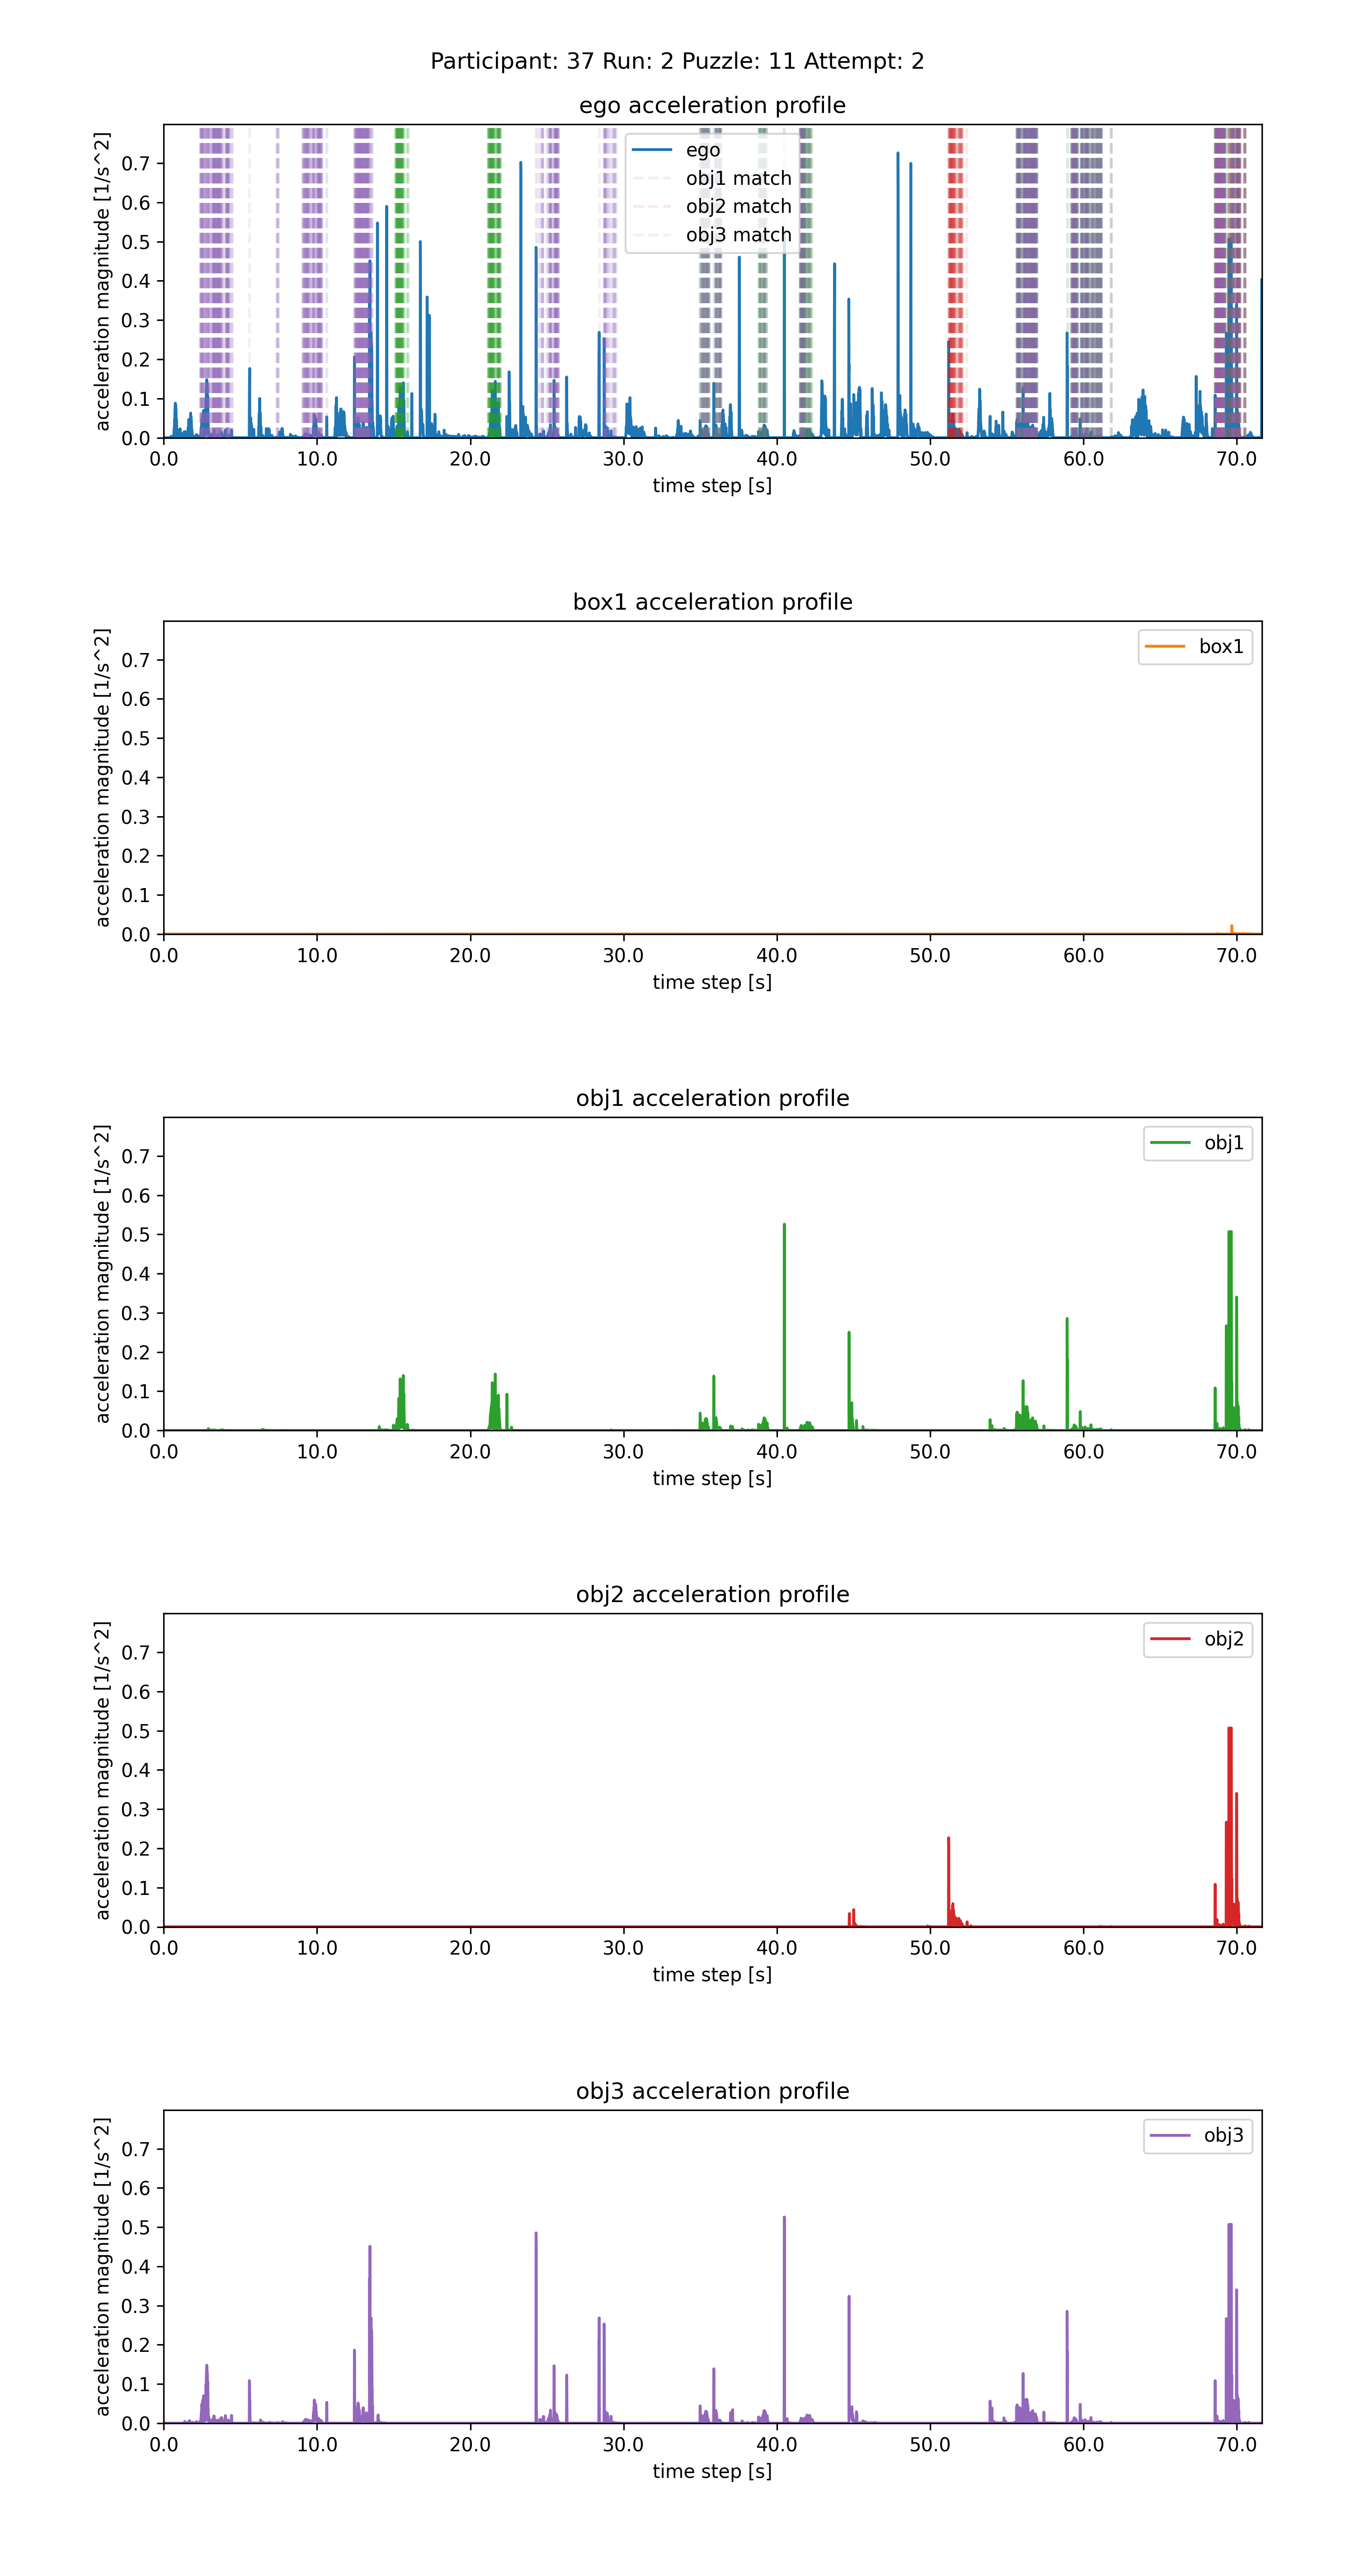 Participant: 37 Run: 2 Puzzle: 11 Attempt: 2
ego acceleration profile
acceleration magnitude [1/s^2]
0.7
0.6
0.5
0.4
0.3
0.2
0.1
0.0
ego
obj1 match
obj2 match
obj3 match
0.0 10.0 20.0 30.0 40.0 50.0 60.0 70.0
time step [s]
box1 acceleration profile
acceleration magnitude [1/s^2]
0.7
0.6
0.5
0.4
0.3
0.2
0.1
0.0
box1
0.0 10.0 20.0 30.0 40.0 50.0 60.0 70.0
time step [s]
obj1 acceleration profile
acceleration magnitude [1/s^2]
0.7
0.6
0.5
0.4
0.3
0.2
0.1
0.0
obj1
0.0 10.0 20.0 30.0 40.0 50.0 60.0 70.0
time step [s]
obj2 acceleration profile
acceleration magnitude [1/s^2]
0.7
0.6
0.5
0.4
0.3
0.2
0.1
0.0
obj2
0.0 10.0 20.0 30.0 40.0 50.0 60.0 70.0
time step [s]
obj3 acceleration profile
acceleration magnitude [1/s^2]
0.7
0.6
0.5
0.4
0.3
0.2
0.1
0.0
obj3
0.0 10.0 20.0 30.0 40.0 50.0 60.0 70.0
time step [s]